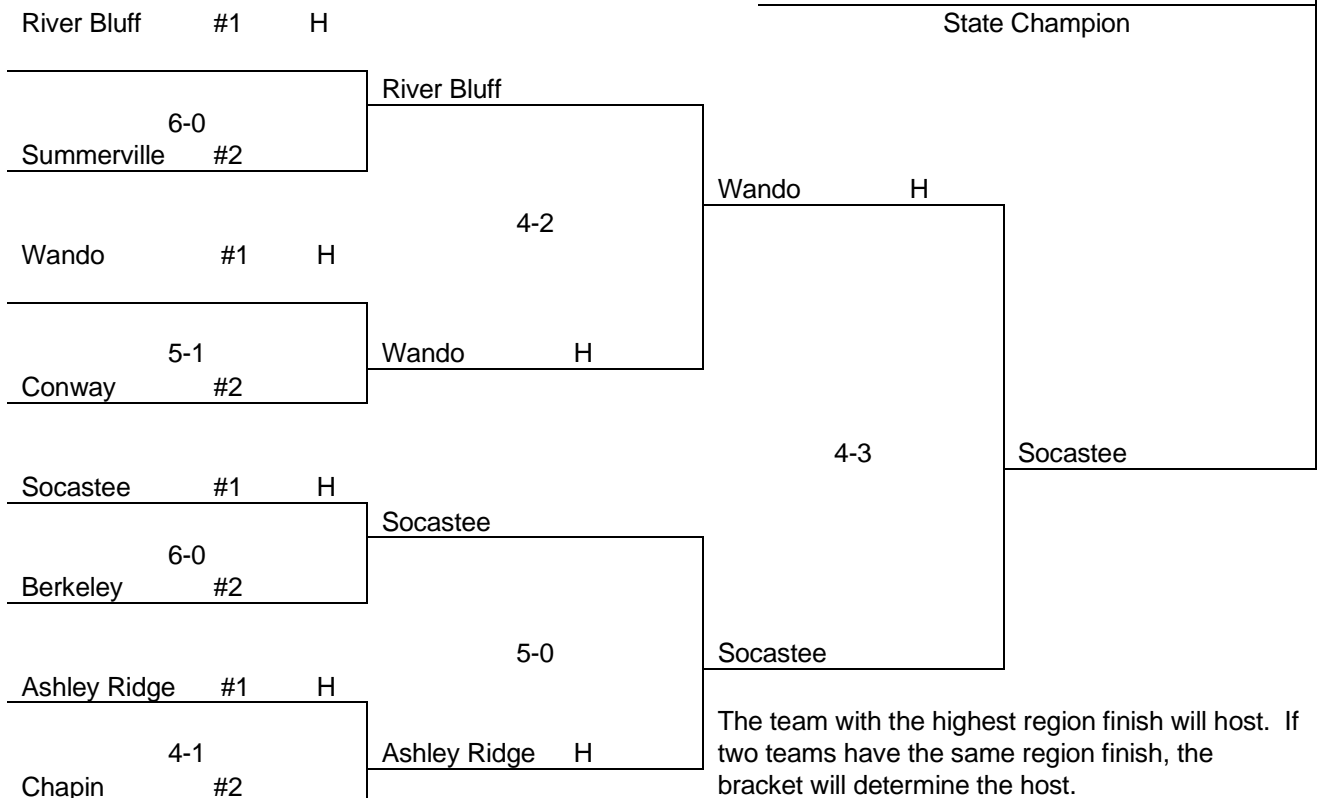 State Champion
River Bluff #1 H
River Bluff
6-0
Summerville #2
Wando H
4-2
Wando #1 H
5-1
Wando H
Conway #2
4-3
Socastee
Socastee #1 H
Socastee
6-0
Berkeley #2
5-0
Socastee
Ashley Ridge #1 H
4-1
Ashley Ridge H
Chapin #2
The team with the highest region finish will host. If
two teams have the same region finish, the
bracket will determine the host.